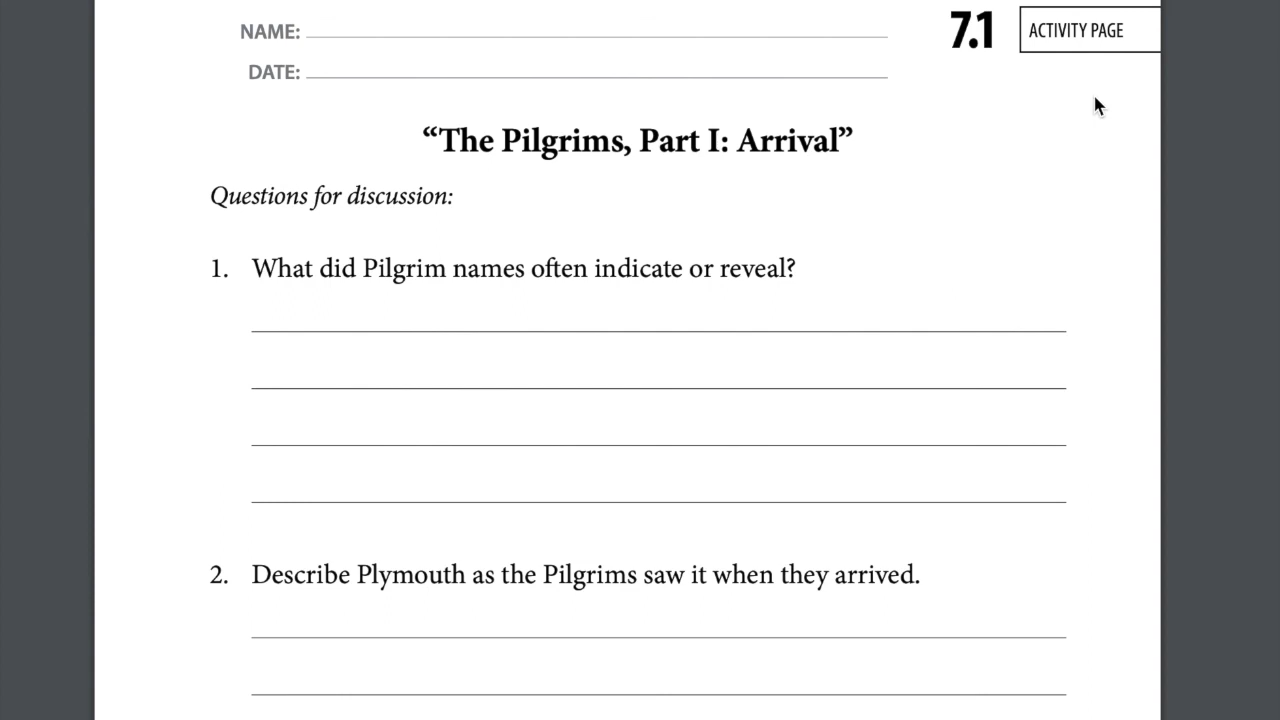 NAME:
7.1
ACTIVITY PAGE
DATE:
“The Pilgrims, Part I: Arrival”
Questions for discussion:
1. What did Pilgrim names often indicate or reveal?
2. Describe Plymouth as the Pilgrims saw it when they arrived.